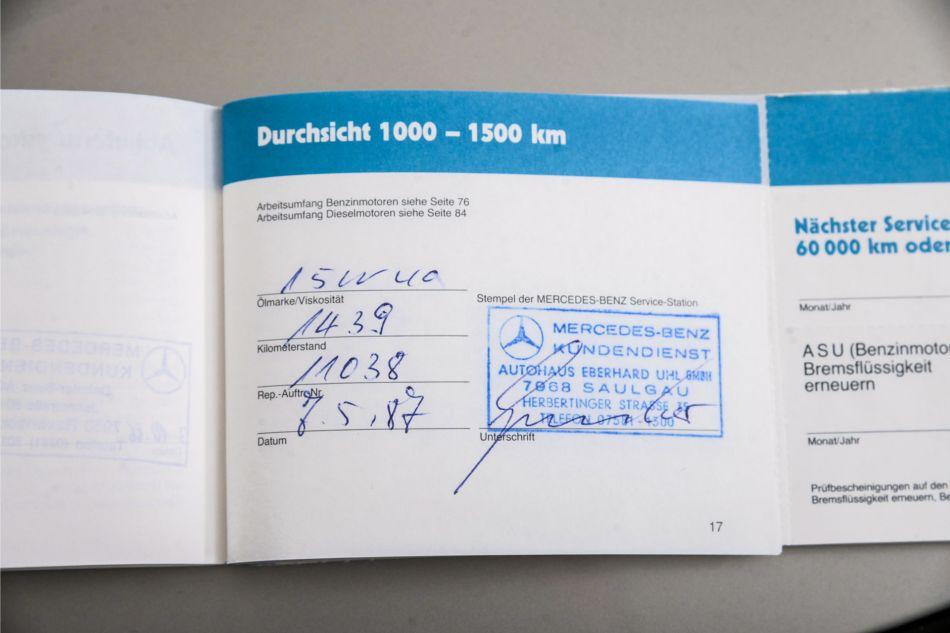 Durchsicht 1000 – 1500 km
Arbeitsumfang Benzinmotoren siehe Seite 76
Arbeitsumfang Dieselmotoren siehe Seite 84
15W40
Ölmarke/Viskosität
1439
Kilometerstand
11038
Rep.-Auftr.-Nr.
7.5.87
Datum
Stempel der MERCEDES-BENZ Service-Station
MERCEDES-BENZ
KUNDENDIENST
AUTOHAUS EBERHARD UHL GMBH
7968 SAULGAU
HERBERTINGER STRASSE
TELEFON 07581 -
Unterschrift
17
Nächster Service
60 000 km oder
Monat/Jahr
A S U (Benzinmoto
Bremsflüssigkeit
erneuern
Monat/Jahr
Prüfbescheinigungen auf den
Bremsflüssigkeit erneuern, Be